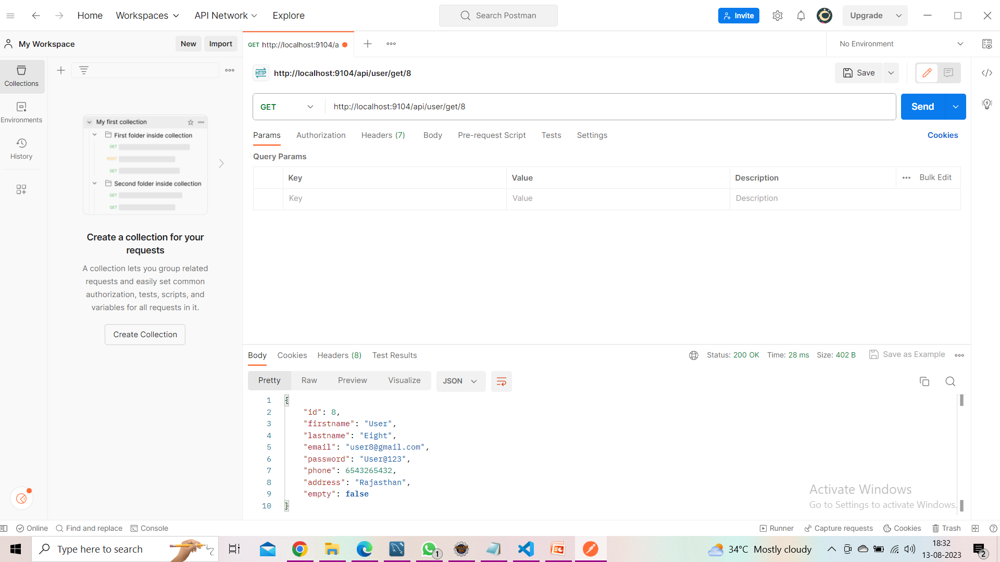 Home Workspaces API Network Explore Search Postman Invite Upgrade
My Workspace New Import GET http://localhost:9104/a No Environment
HTTP http://localhost:9104/api/user/get/8 Save
Collections
Environments
History
My first collection
First folder inside collection
GET
POST
GET
Second folder inside collection
GET
GET
Create a collection for your
requests
A collection lets you group related
requests and easily set common
authorization, tests, scripts, and
variables for all requests in it.
Create Collection
GET http://localhost:9104/api/user/get/8 Send
Params Authorization Headers (7) Body Pre-request Script Tests Settings Cookies
Query Params
Key Value Description Bulk Edit
Key Value Description
Body Cookies Headers (8) Test Results Status: 200 OK Time: 28 ms Size: 402 B Save as Example
Pretty Raw Preview Visualize JSON
1 {
2 "id": 8,
3 "firstname": "User",
4 "lastname": "Eight",
5 "email": "user8@gmail.com",
6 "password": "User@123",
7 "phone": 6543265432,
8 "address": "Rajasthan",
9 "empty": false
10 }
Activate Windows
Go to Settings to activate Windows.
Online Find and replace Console Runner Capture requests Cookies Trash
Type here to search 1 34°C Mostly cloudy 18:32
13-08-2023 2